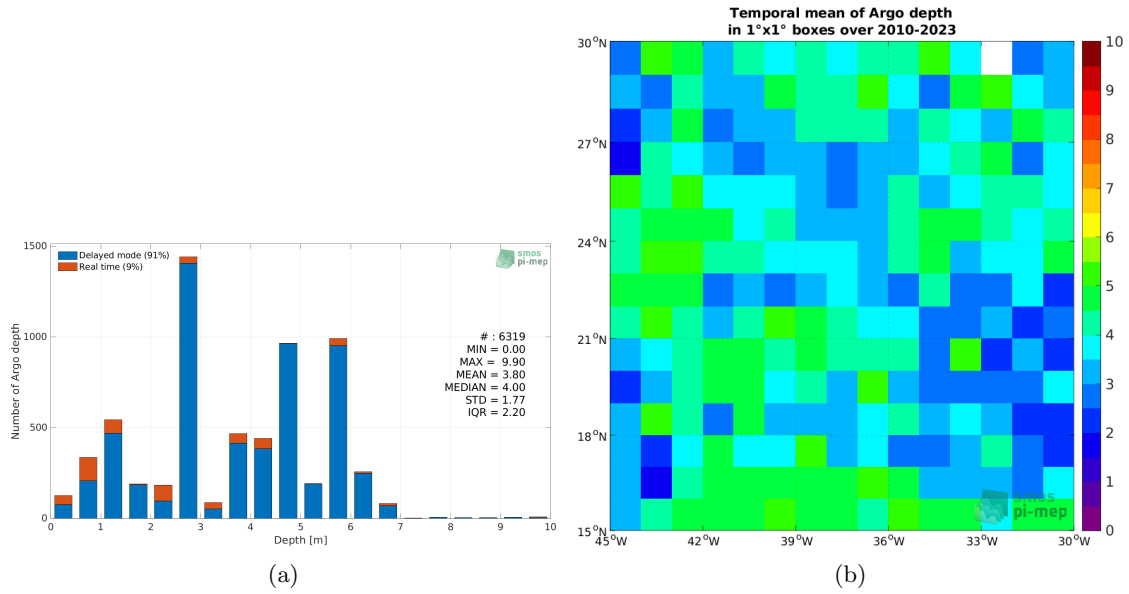 1500
1000
500
0
Number of Argo depth
Delayed mode (91%)
Real time (9%)
smos
pi-mep
# : 6319
MIN = 0.00
MAX = 9.90
MEAN = 3.80
MEDIAN = 4.00
STD = 1.77
IQR = 2.20
0 1 2 3 4 5 6 7 8 9 10
Depth [m]
(a)
Temporal mean of Argo depth
in 1°x1° boxes over 2010-2023
30°N
27°N
24°N
21°N
18°N
15°N
45°W 42°W 39°W 36°W 33°W 30°W
smos
pi-mep
10
9
8
7
6
5
4
3
2
1
0
(b)